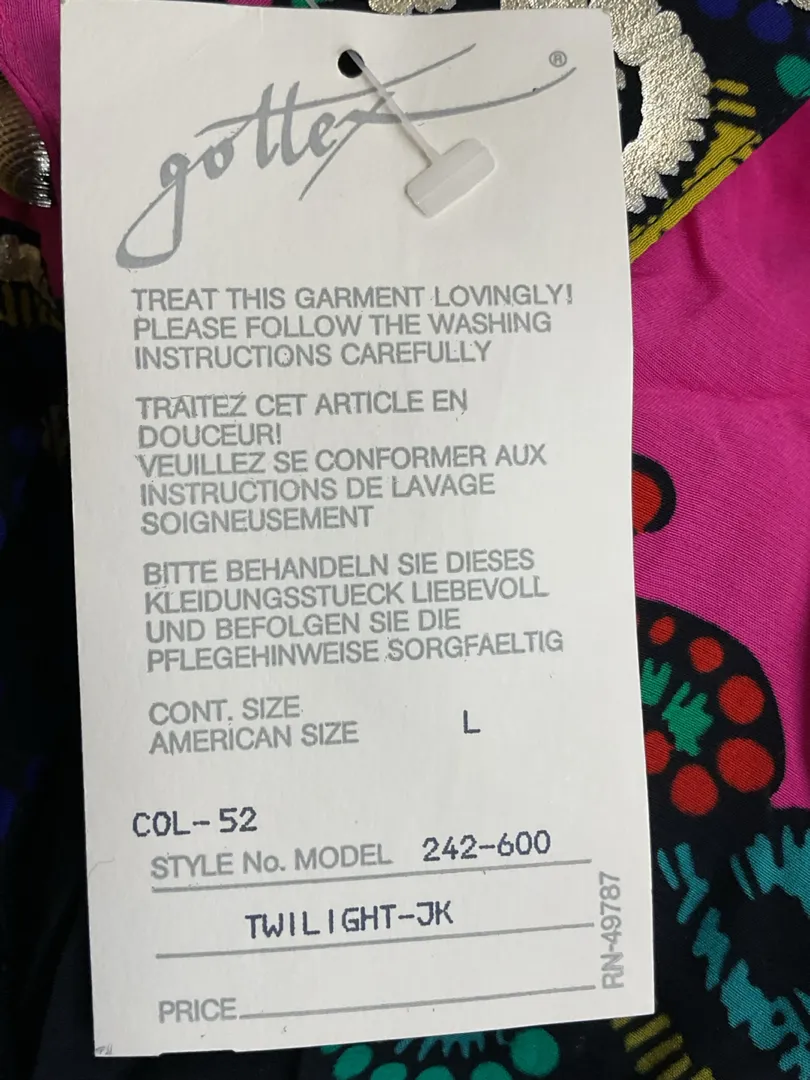 gottex ®
TREAT THIS GARMENT LOVINGLY!
PLEASE FOLLOW THE WASHING
INSTRUCTIONS CAREFULLY
TRAITEZ CET ARTICLE EN
DOUCEUR!
VEUILLEZ SE CONFORMER AUX
INSTRUCTIONS DE LAVAGE
SOIGNEUSEMENT
BITTE BEHANDELN SIE DIESES
KLEIDUNGSSTUECK LIEBEVOLL
UND BEFOLGEN SIE DIE
PFLEGEHINWEISE SORGFAELTIG
CONT. SIZE
AMERICAN SIZE L
COL-52
STYLE No. MODEL 242-600
TWILIGHT-JK
PRICE
RN-49787